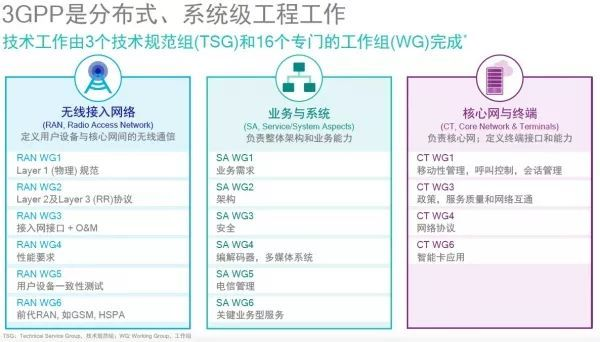 3GPP是分布式、系统级工程工作
技术工作由3个技术规范组(TSG)和16个专门的工作组(WG)完成*
无线接入网络
(RAN, Radio Access Network)
定义用户设备与核心网间的无线通信
RAN WG1
Layer 1 (物理) 规范
RAN WG2
Layer 2及Layer 3 (RR)协议
RAN WG3
接入网接口 + O&M
RAN WG4
性能要求
RAN WG5
用户设备一致性测试
RAN WG6
前代RAN, 如GSM, HSPA
业务与系统
(SA, Service/System Aspects)
负责整体架构和业务能力
SA WG1
业务需求
SA WG2
架构
SA WG3
安全
SA WG4
编解码器，多媒体系统
SA WG5
电信管理
SA WG6
关键业务型服务
核心网与终端
(CT, Core Network & Terminals)
负责核心网；定义终端接口和能力
CT WG1
移动性管理，呼叫控制，会话管理
CT WG3
政策，服务质量和网络互通
CT WG4
网络协议
CT WG6
智能卡应用
TSG: Technical Service Group, 技术规范组; WG: Working Group, 工作组